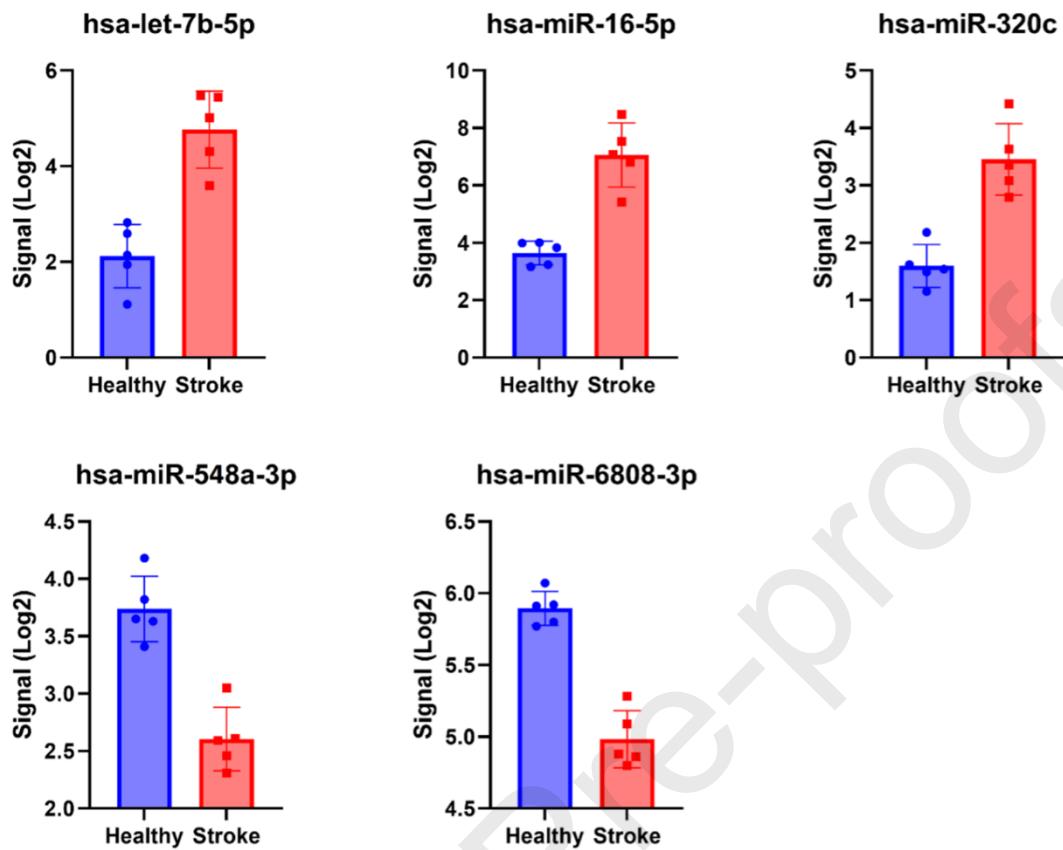 hsa-let-7b-5p hsa-miR-16-5p hsa-miR-320c
Signal (Log2)
6
4
2
0
Healthy Stroke
Signal (Log2)
10
8
6
4
2
0
Healthy Stroke
Signal (Log2)
5
4
3
2
1
0
Healthy Stroke
hsa-miR-548a-3p hsa-miR-6808-3p
Signal (Log2)
4.5
4.0
3.5
3.0
2.5
2.0
Healthy Stroke
Signal (Log2)
6.5
6.0
5.5
5.0
4.5
Healthy Stroke
Pre-proofs